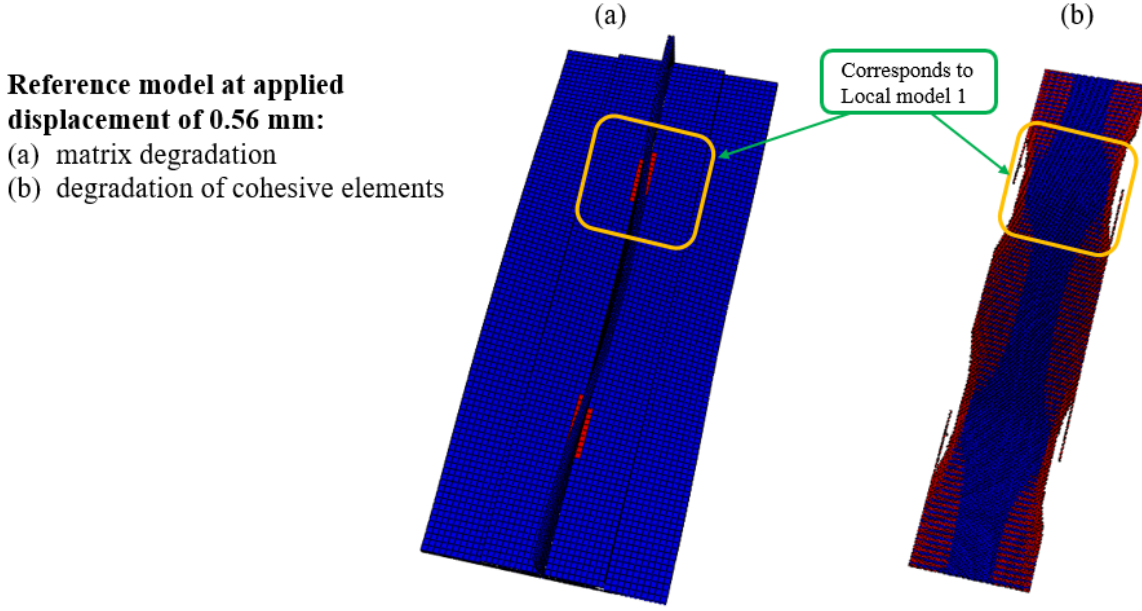 (a)
(b)
Corresponds to
Local model 1
Reference model at applied
displacement of 0.56 mm:
(a) matrix degradation
(b) degradation of cohesive elements